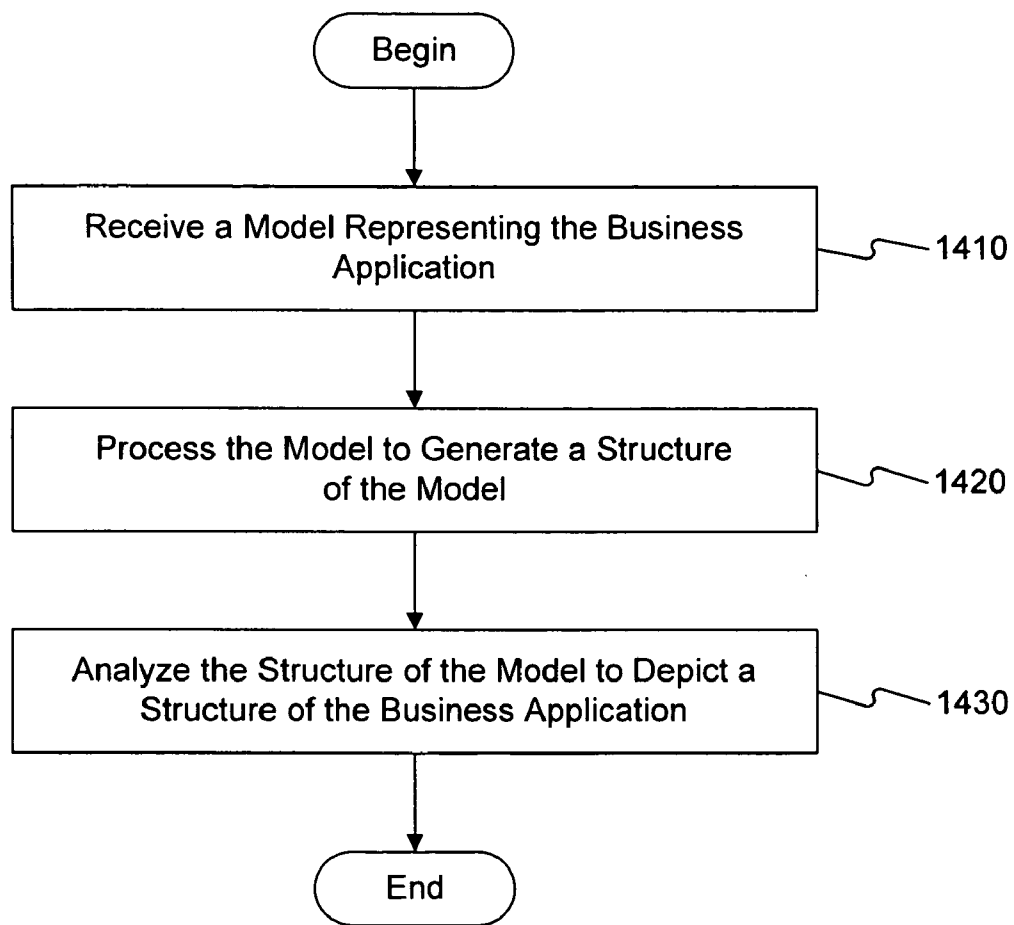 Begin
Receive a Model Representing the Business
Application
1410
Process the Model to Generate a Structure
of the Model
1420
Analyze the Structure of the Model to Depict a
Structure of the Business Application
1430
End